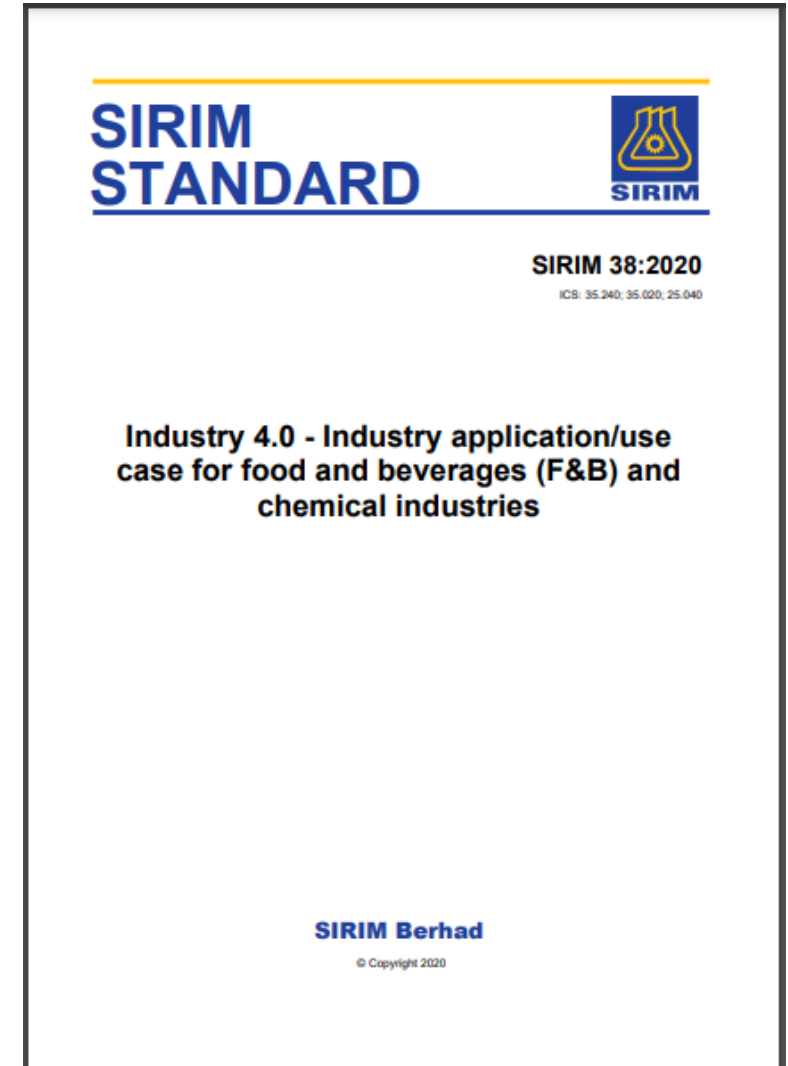 SIRIM
STANDARD
SIRIM
SIRIM 38:2020
ICS: 35.240; 35.020; 25.040
Industry 4.0 - Industry application/use
case for food and beverages (F&B) and
chemical industries
SIRIM Berhad
© Copyright 2020